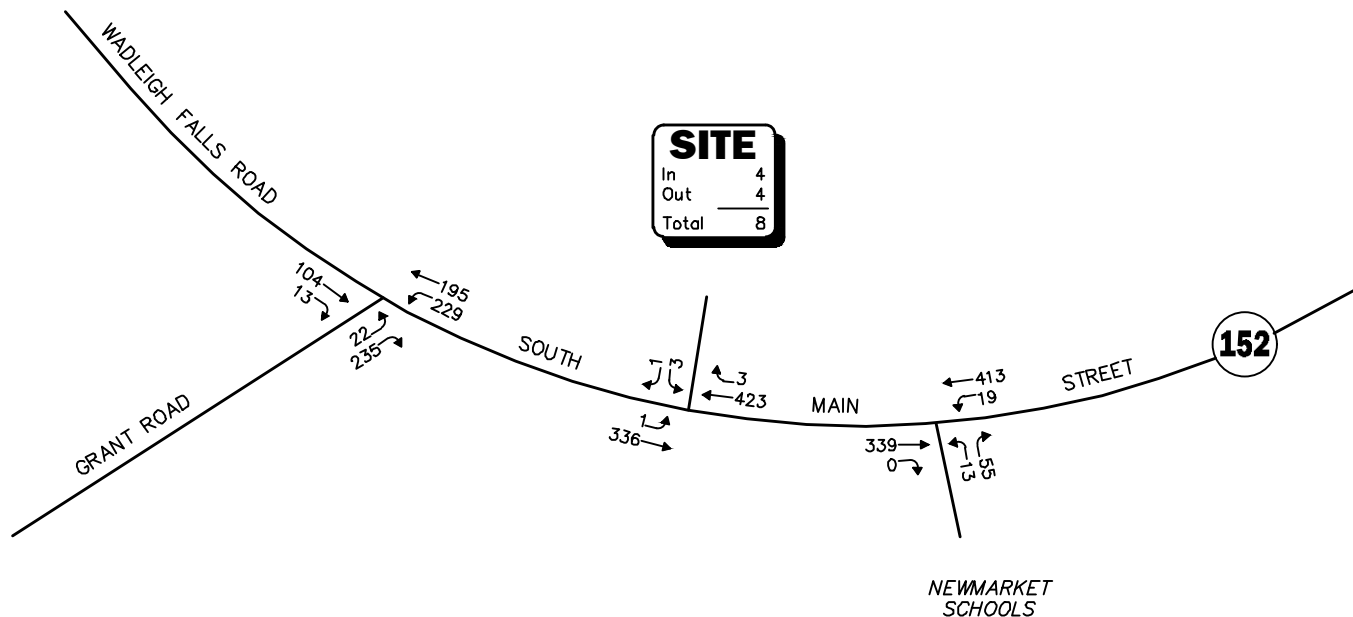 WADLEIGH FALLS ROAD
SITE
In 4
Out 4
Total 8
104
13
195
229
22
235
GRANT ROAD
SOUTH
1
3
3
423
1
336
MAIN
413
19
339
0
13
55
STREET
152
NEWMARKET
SCHOOLS